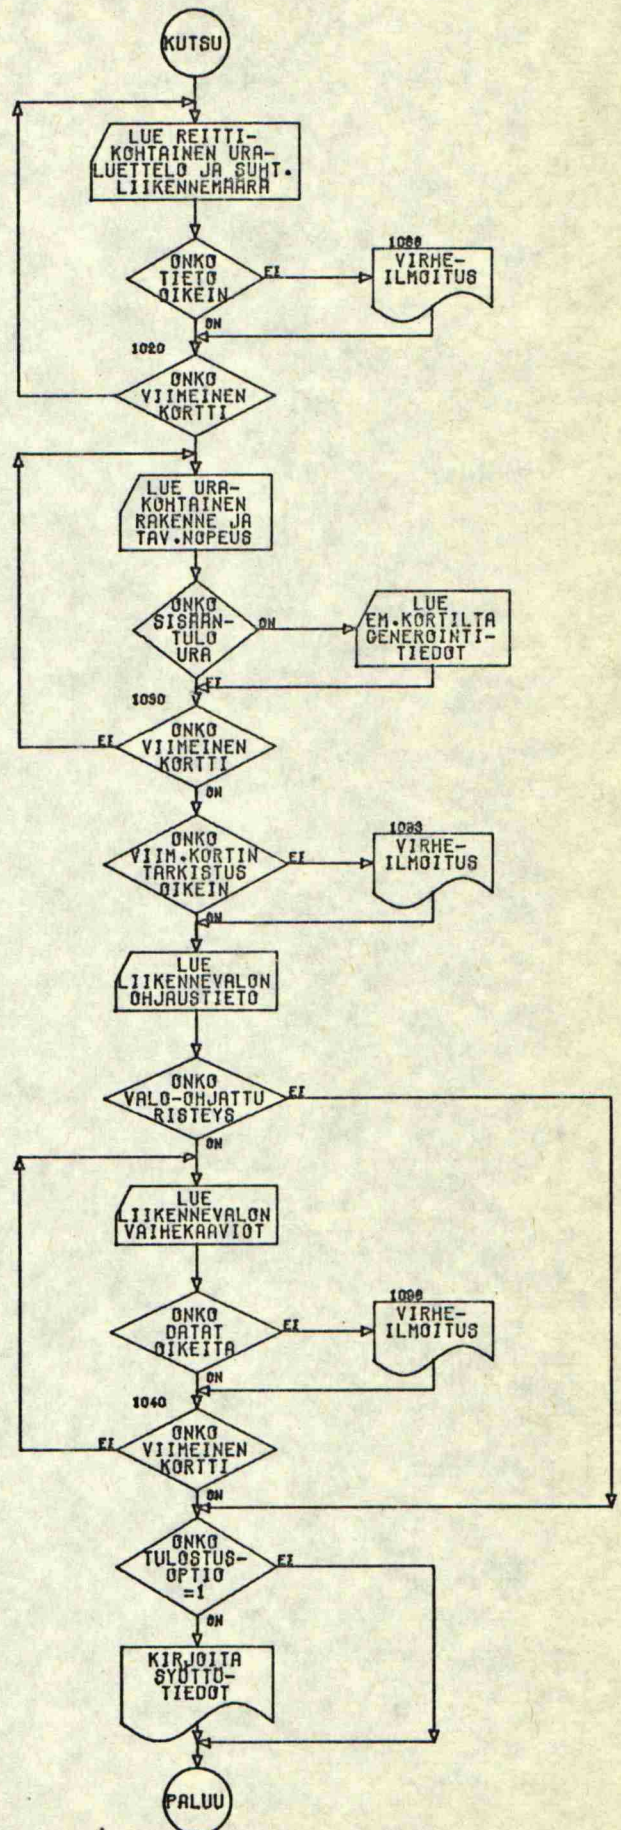 KUTSU
LUE REITTI-
KOHTAINEN URA-
LUETTELO JA SUHT.
LIIKENNEMÄÄRÄ
ONKO
TIETO
OIKEIN
EI
VIRHE-
ILMOITUS
ON
1020
ONKO
VIIMEINEN
KORTTI
LUE URA-
KOHTAINEN
RAKENNE JA
TAV.NOPEUS
ONKO
SISÄÄN-
TULO
URA
ON
LUE
EM.KORTILTA
GENEROINTI-
TIEDOT
EI
1030
ONKO
VIIMEINEN
KORTTI
EI
ON
ONKO
VIIM.KORTIN
TARKISTUS
OIKEIN
EI
1093
VIRHE-
ILMOITUS
ON
LUE
LIIKENNEVALON
OHJAUSTIETO
ONKO
VALO-OHJATTU
RISTEYS
EI
ON
LUE
LIIKENNEVALON
VAIHEKAAVIOT
ONKO
DATAT
OIKEITA
EI
VIRHE-
ILMOITUS
ON
1040
ONKO
VIIMEINEN
KORTTI
EI
ON
ONKO
TULOSTUS-
OPTIO
=1
EI
ON
KIRJOITA
SYÖTTÖ-
TIEDOT
PALUU